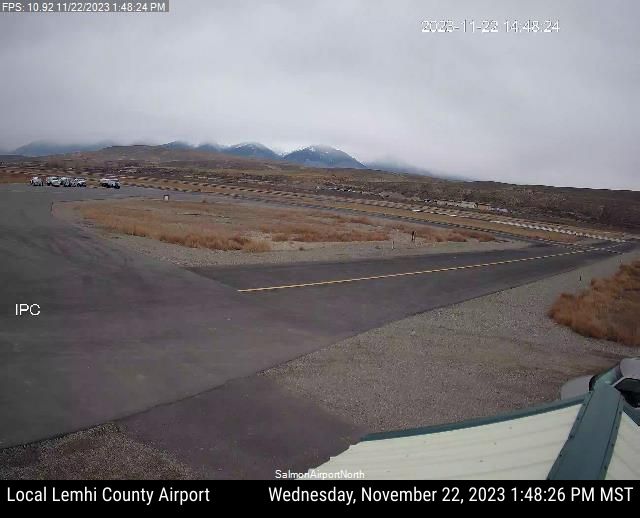 FPS: 10.92 11/22/2023 1:48:24 PM
2023-11-22 14:48:24
IPC
SalmonAirportNorth
Local Lemhi County Airport Wednesday, November 22, 2023 1:48:26 PM MST